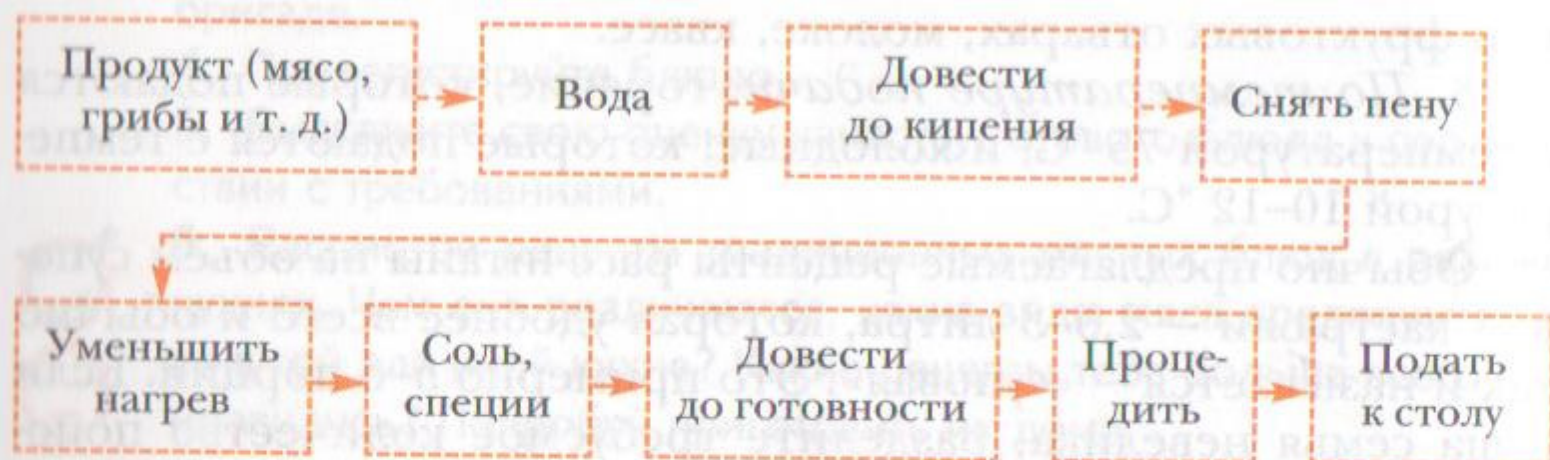 Продукт (мясо,
грибы и т. д.)
Вода
Довести
до кипения
Снять пену
Уменьшить
нагрев
Соль,
специи
Довести
до готовности
Проце-
дить
Подать
к столу